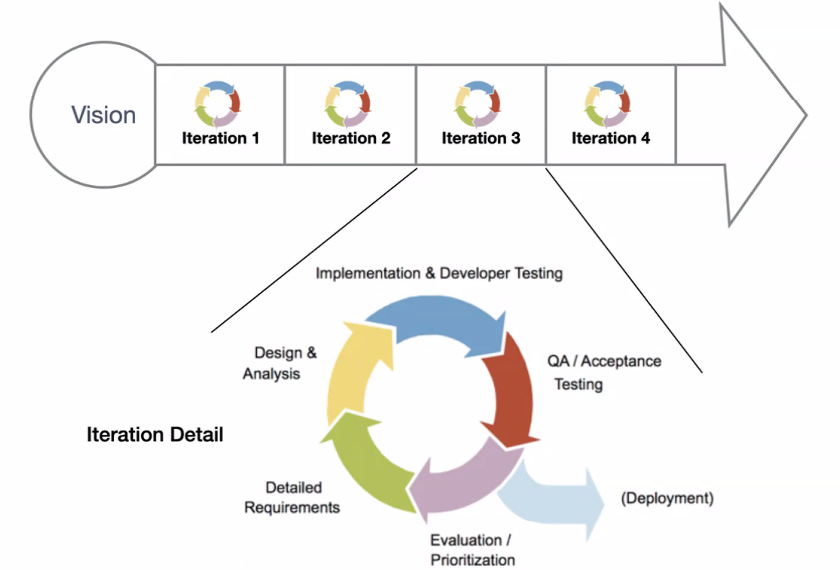 Vision
Iteration 1
Iteration 2
Iteration 3
Iteration 4
Implementation & Developer Testing
Design &
Analysis
QA / Acceptance
Testing
Iteration Detail
Detailed
Requirements
(Deployment)
Evaluation /
Prioritization